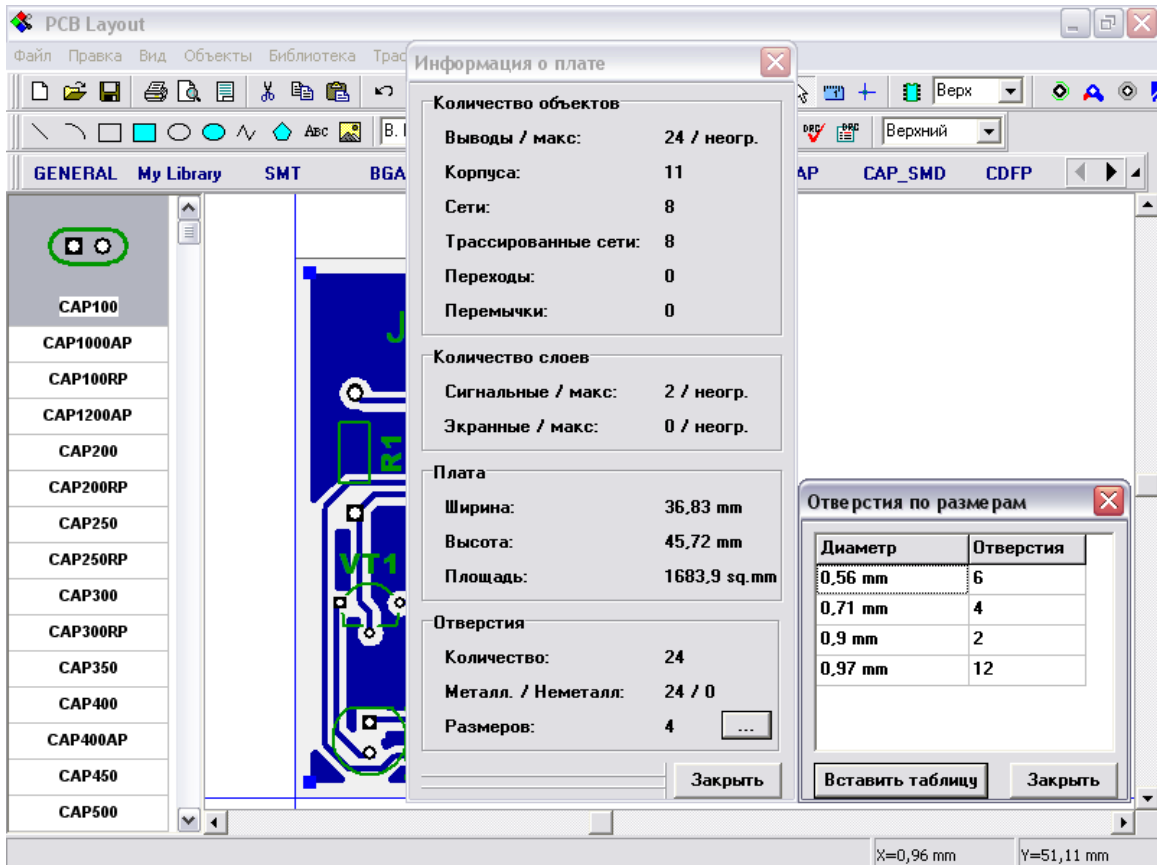 PCB Layout
Файл Правка Вид Объекты Библиотека Трас
ABC B.
Верх
DRC DRC Верхний
GENERAL My Library SMT BGA AP CAP_SMD CDFP
CAP100
CAP1000AP
CAP100RP
CAP1200AP
CAP200
CAP200RP
CAP250
CAP250RP
CAP300
CAP300RP
CAP350
CAP400
CAP400AP
CAP450
CAP500
J
R1
VT1
Информация о плате
Количество объектов
Выводы / макс: 24 / неогр.
Корпуса: 11
Сети: 8
Трассированные сети: 8
Переходы: 0
Перемычки: 0
Количество слоев
Сигнальные / макс: 2 / неогр.
Экранные / макс: 0 / неогр.
Плата
Ширина: 36,83 mm
Высота: 45,72 mm
Площадь: 1683,9 sq.mm
Отверстия
Количество: 24
Металл. / Неметалл: 24 / 0
Размеров: 4 ...
Закрыть
Отверстия по размерам
Диаметр Отверстия
0,56 mm 6
0,71 mm 4
0,9 mm 2
0,97 mm 12
Вставить таблицу Закрыть
X=0,96 mm Y=51,11 mm